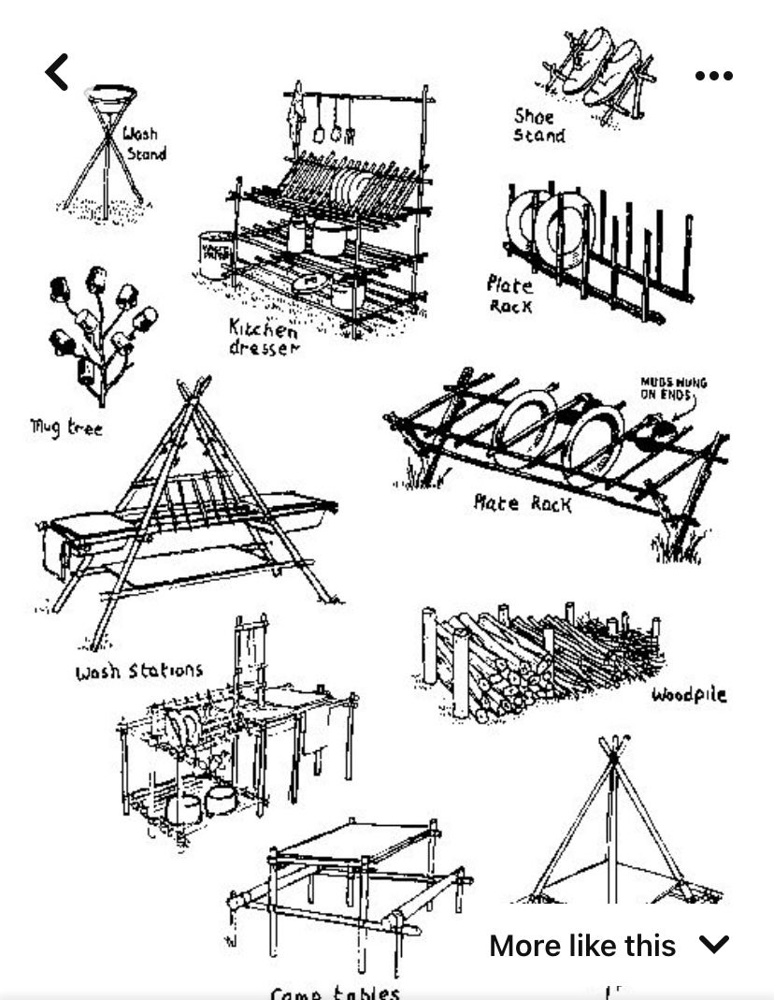 Shoe
Stand
Wash
Stand
Plate
Rack
Kitchen
dresser
MUGS HUNG
ON ENDS
Mug tree
Plate Rack
Wash Stations
Woodpile
More like this
Camp tables